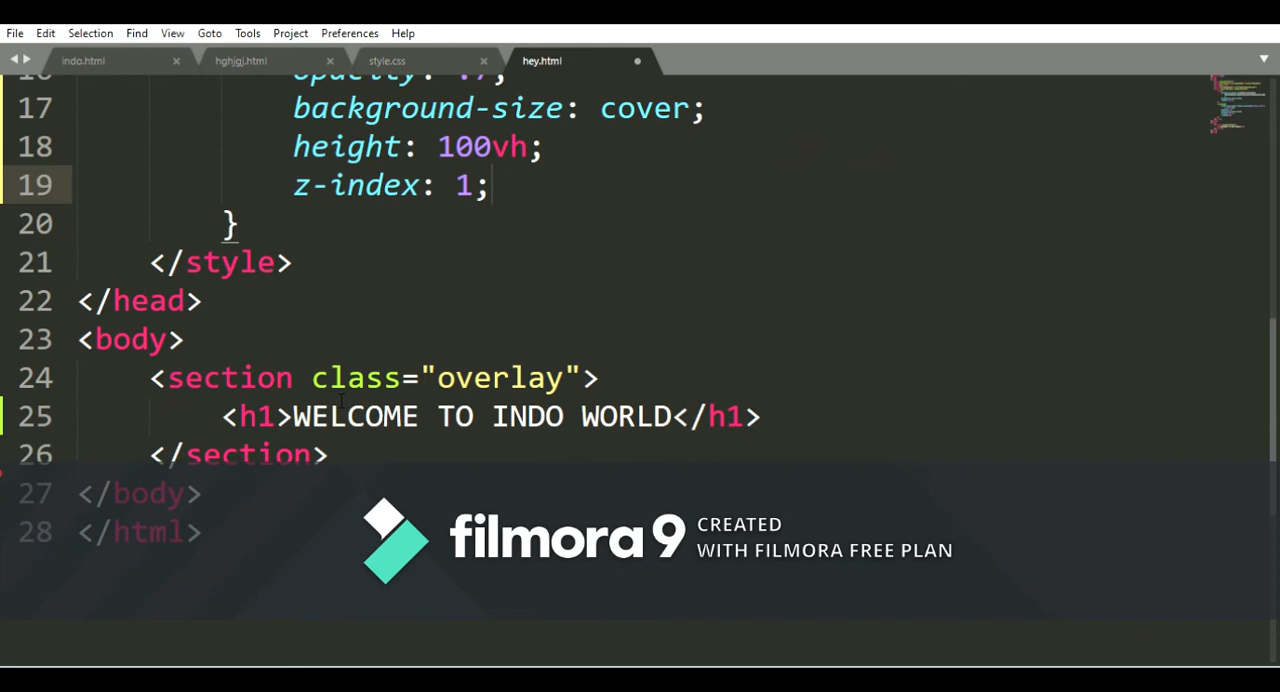 File Edit Selection Find View Goto Tools Project Preferences Help
indo.html hghjgj.html style.css hey.html
17 background-size: cover;
18 height: 100vh;
19 z-index: 1;
20 }
21 </style>
22 </head>
23 <body>
24 <section class="overlay">
25 <h1>WELCOME TO INDO WORLD</h1>
26 </section>
27 </body>
28 </html>
filmora 9 CREATED
WITH FILMORA FREE PLAN